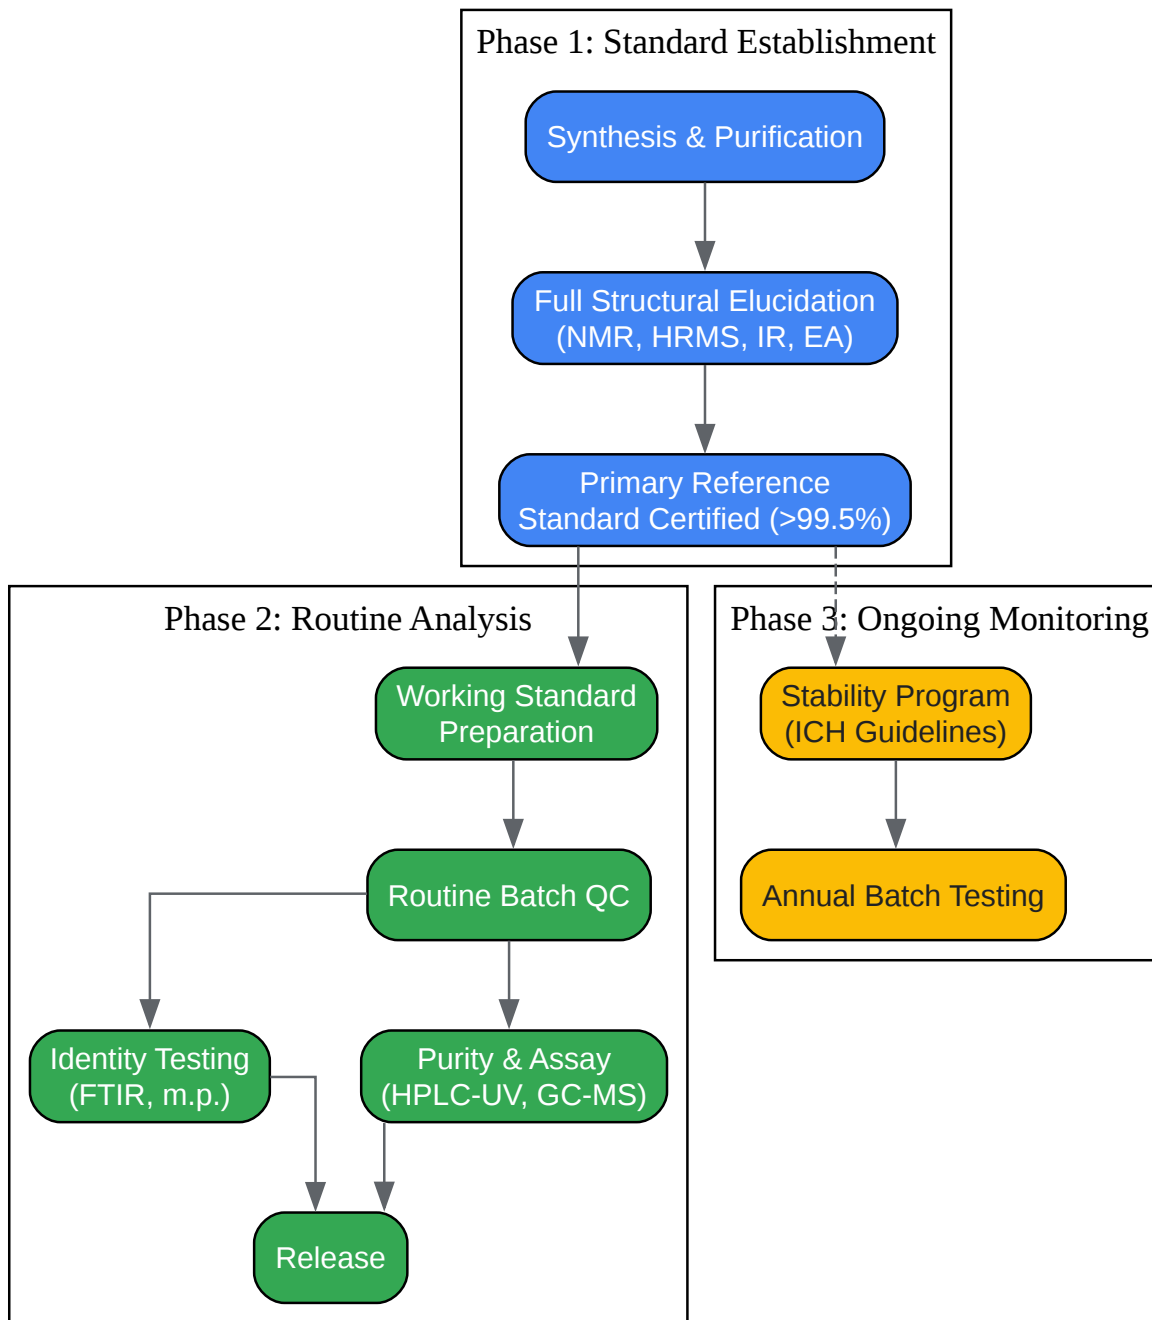 Phase 1: Standard Establishment
Synthesis & Purification
Full Structural Elucidation
(NMR, HRMS, IR, EA)
Primary Reference
Standard Certified (>99.5%)
Phase 2: Routine Analysis
Working Standard
Preparation
Routine Batch QC
Identity Testing
(FTIR, m.p.)
Purity & Assay
(HPLC-UV, GC-MS)
Release
Phase 3: Ongoing Monitoring
Stability Program
(ICH Guidelines)
Annual Batch Testing